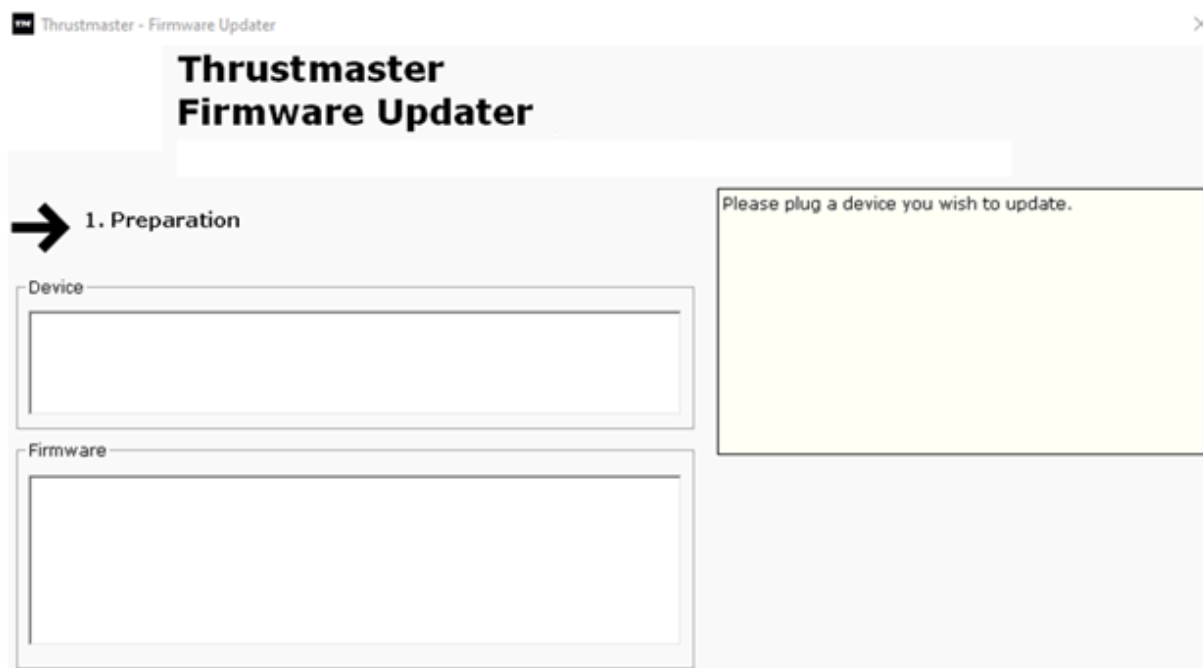 Thrustmaster - Firmware Updater
Thrustmaster
Firmware Updater
1. Preparation
Please plug a device you wish to update.
Device
Firmware